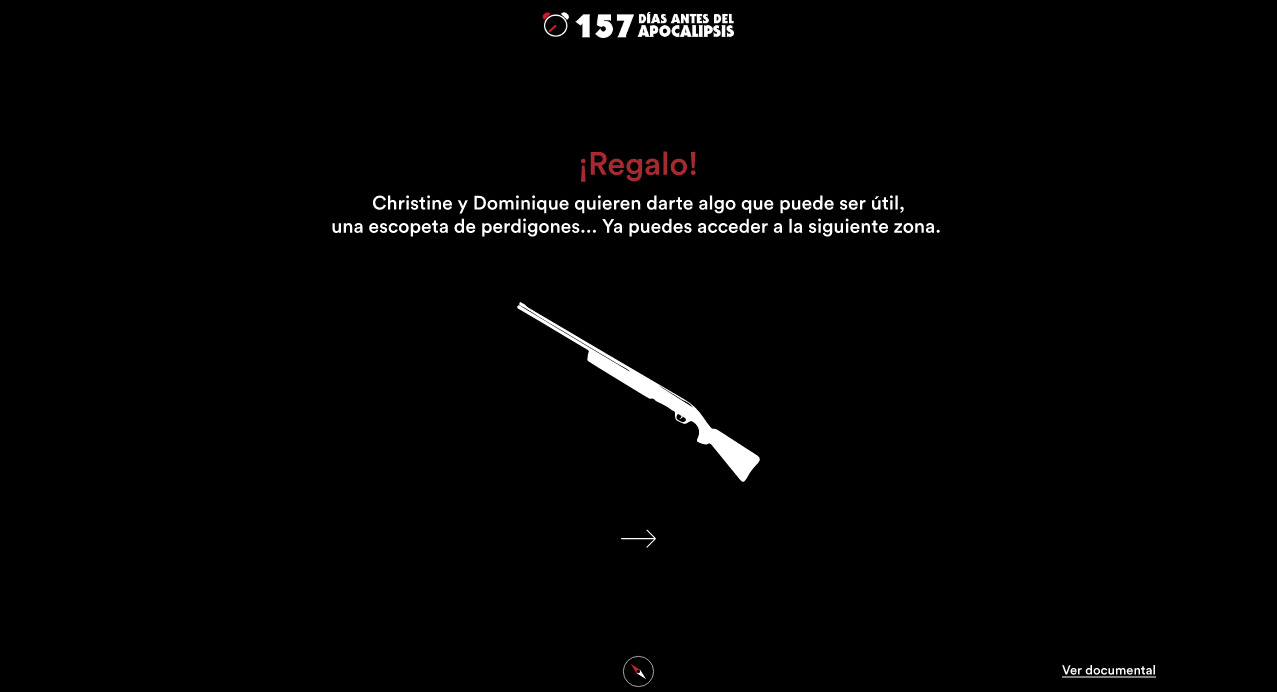 157 DÍAS ANTES DEL
APOCALIPSIS
¡Regalo!
Christine y Dominique quieren darte algo que puede ser útil,
una escopeta de perdigones... Ya puedes acceder a la siguiente zona.
Ver documental